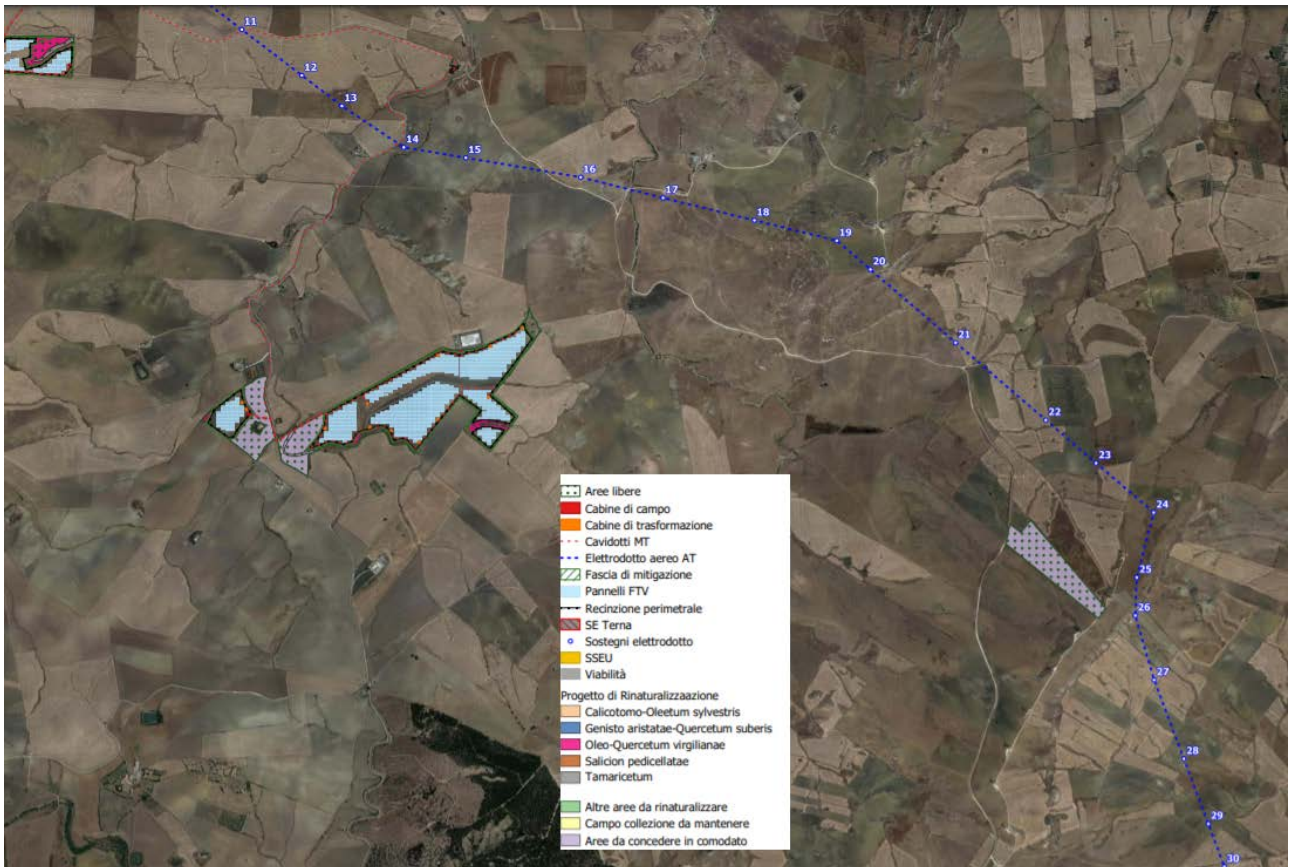 11
12
13
14
15
16
17
18
19
20
21
22
23
24
25
26
27
28
29
30
Aree libere
Cabine di campo
Cabine di trasformazione
Cavidotti MT
Elettrodotto aereo AT
Fascia di mitigazione
Pannelli FTV
Recinzione perimetrale
SE Terna
Sostegni elettrodotto
SSEU
Viabilità
Progetto di Rinaturalizzaazione
Calicotomo-Oleetum sylvestris
Genisto aristatae-Quercetum suberis
Oleo-Quercetum virgilianae
Salicion pedicellatae
Tamaricetum
Altre aree da rinaturalizzare
Campo collezione da mantenere
Aree da concedere in comodato